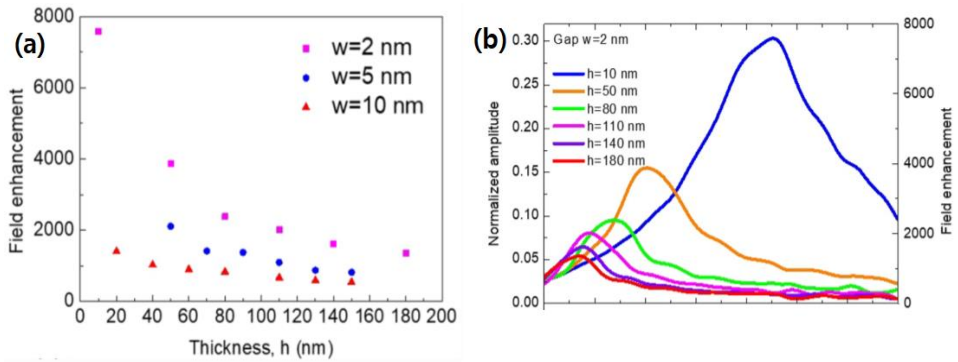 (a)
8000
6000
4000
2000
0
Field enhancement
w=2 nm
w=5 nm
w=10 nm
0 20 40 60 80 100 120 140 160 180 200
Thickness, h (nm)
(b)
0.30
0.25
0.20
0.15
0.10
0.05
0.00
Normalized amplitude
Gap w=2 nm
h=10 nm
h=50 nm
h=80 nm
h=110 nm
h=140 nm
h=180 nm
8000
6000
4000
2000
0
Field enhancement